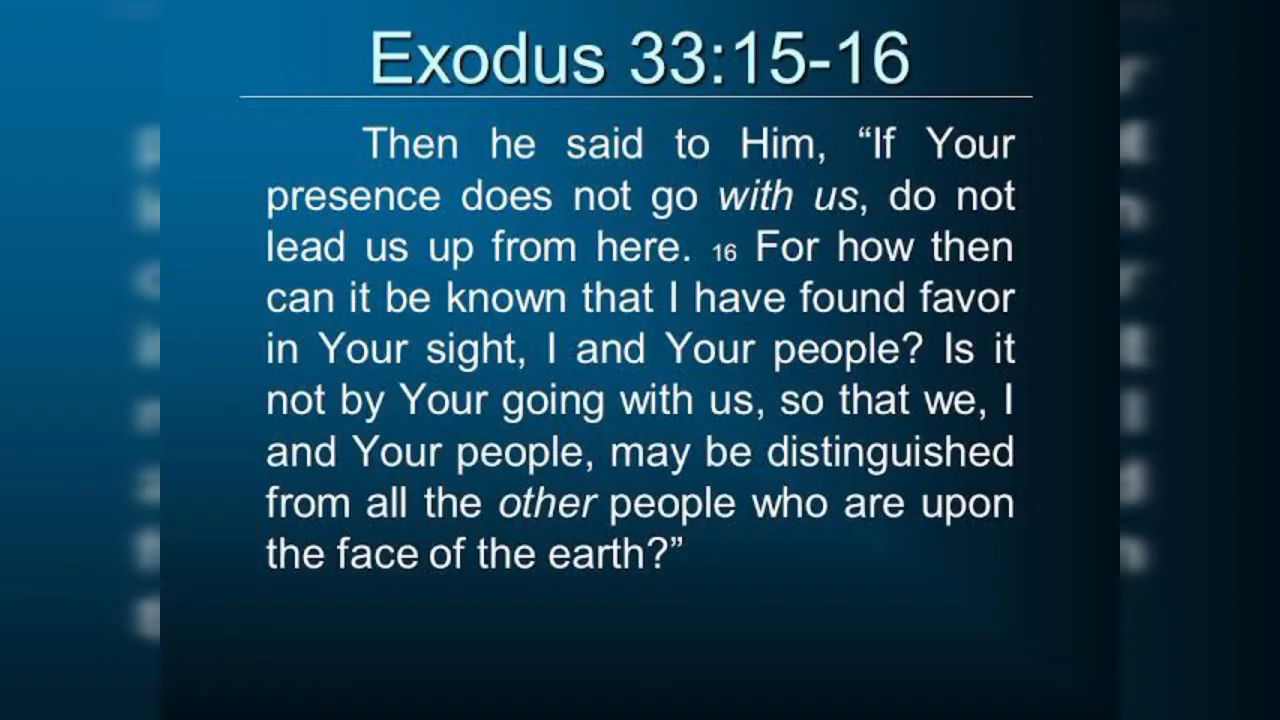 Exodus 33:15-16
Then he said to Him, “If Your
presence does not go with us, do not
lead us up from here. 16 For how then
can it be known that I have found favor
in Your sight, I and Your people? Is it
not by Your going with us, so that we, I
and Your people, may be distinguished
from all the other people who are upon
the face of the earth?”